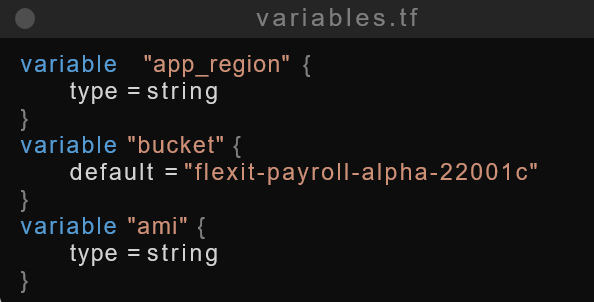 variables.tf
variable "app_region" {
type = string
}
variable "bucket" {
default = "flexit-payroll-alpha-22001c"
}
variable "ami" {
type = string
}